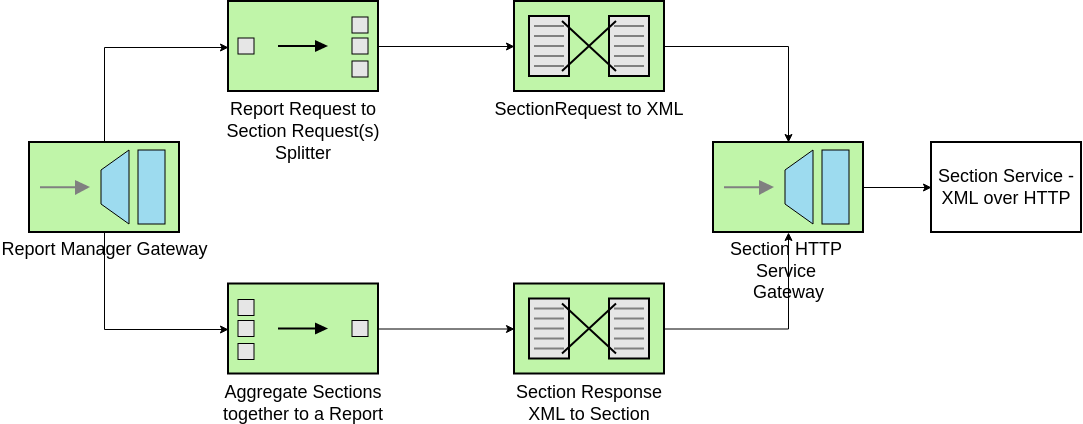 Report Request to
Section Request(s)
Splitter
SectionRequest to XML
Report Manager Gateway
Section HTTP
Service
Gateway
Section Service -
XML over HTTP
Aggregate Sections
together to a Report
Section Response
XML to Section